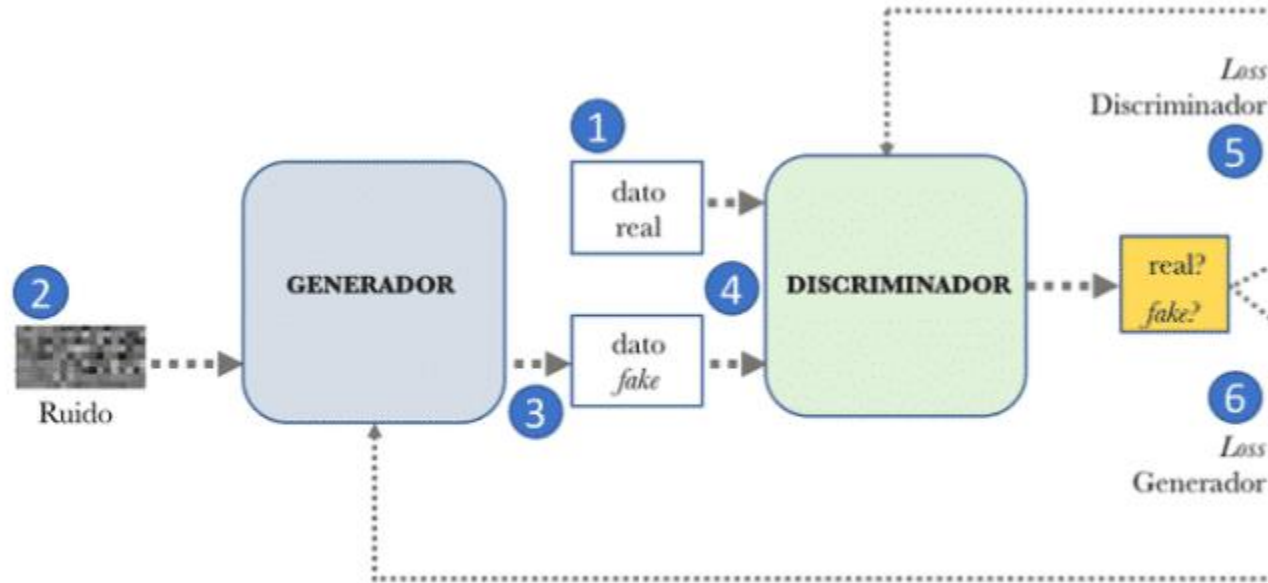 Loss
Discriminador
5
1
dato
real
GENERADOR
2
Ruido
3
dato
fake
4
DISCRIMINADOR
real?
fake?
6
Loss
Generador